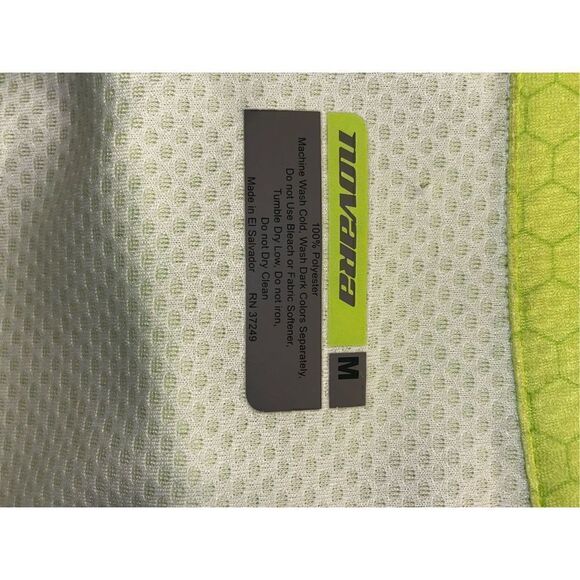 novara
M
100% Polyester
Machine Wash Cold, Wash Dark Colors Separately,
Do not Use Bleach or Fabric Softener,
Tumble Dry Low, Do not iron,
Do not Dry Clean
Made in El Salvador RN 37249